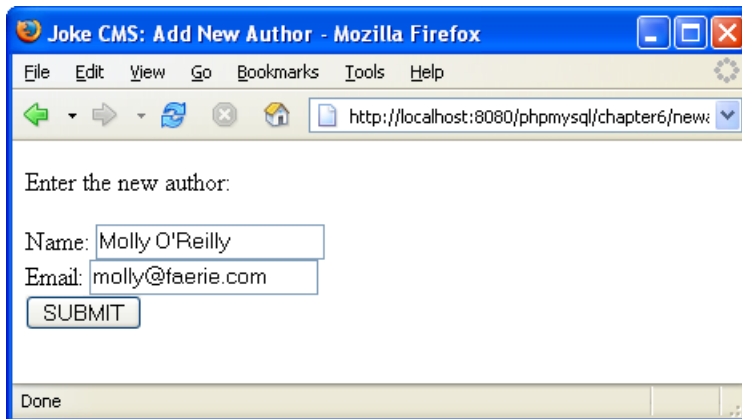 Joke CMS: Add New Author - Mozilla Firefox
File Edit View Go Bookmarks Tools Help
http://localhost:8080/phpmysql/chapter6/newa
Enter the new author:
Name: Molly O'Reilly
Email: molly@faerie.com
SUBMIT
Done